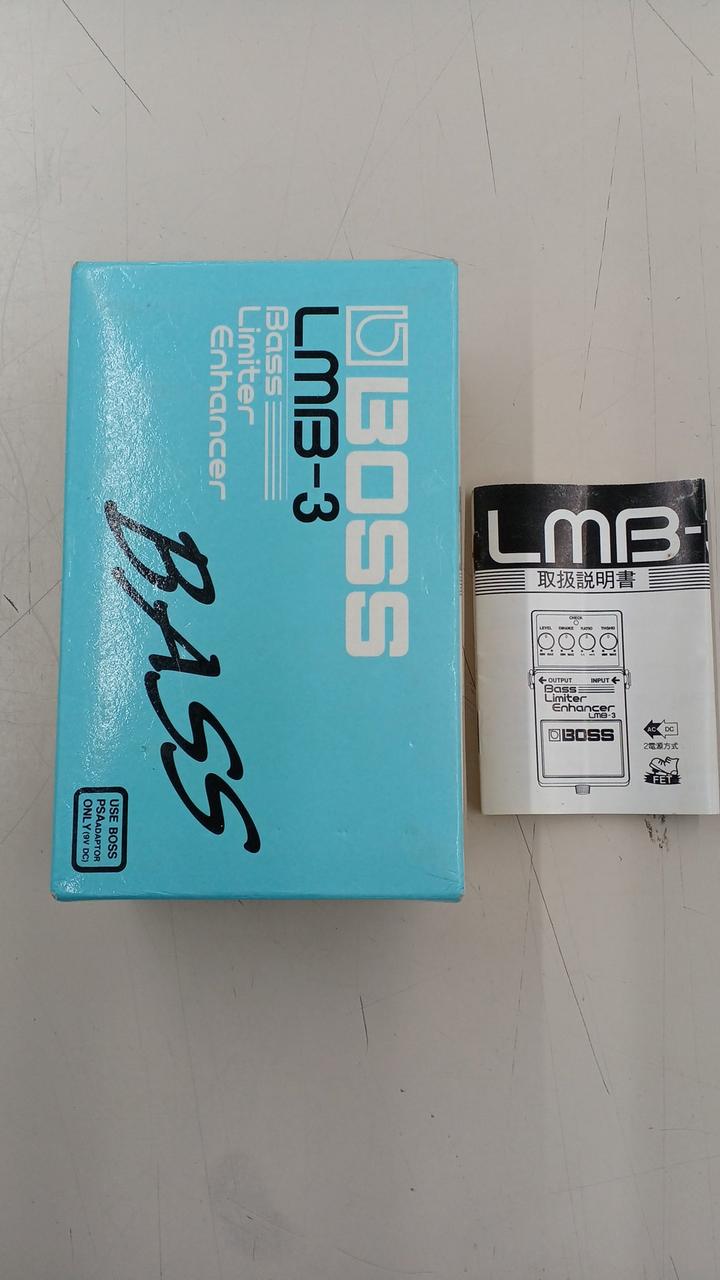 BOSS
LMB-3
Bass
Limiter
Enhancer
BASS
USE BOSS
PSA ADAPTOR
ONLY (9V DC)
LMB-
取扱説明書
CHECK
LEVEL ENHANCE RATIO THSHD
OUTPUT INPUT
Bass
Limiter
Enhancer
LMB-3
BOSS
AC DC
2電源方式
FET